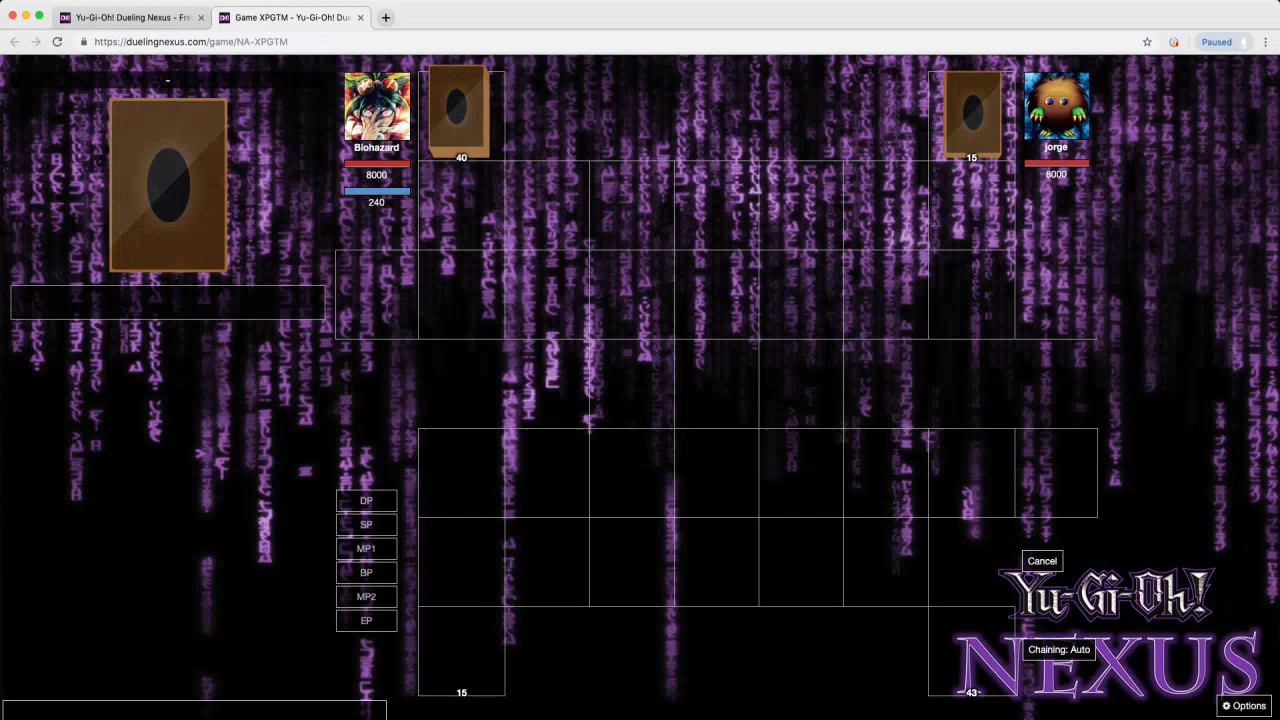 Yu-Gi-Oh! Dueling Nexus - Fre
Game XPGTM - Yu-Gi-Oh! Due
https://duelingnexus.com/game/NA-XPGTM
Paused
-
Biohazard
8000
240
40
15
jorge
8000
DP
SP
MP1
BP
MP2
EP
Cancel
Yu-Gi-Oh!
NEXUS
Chaining: Auto
15
43
Options